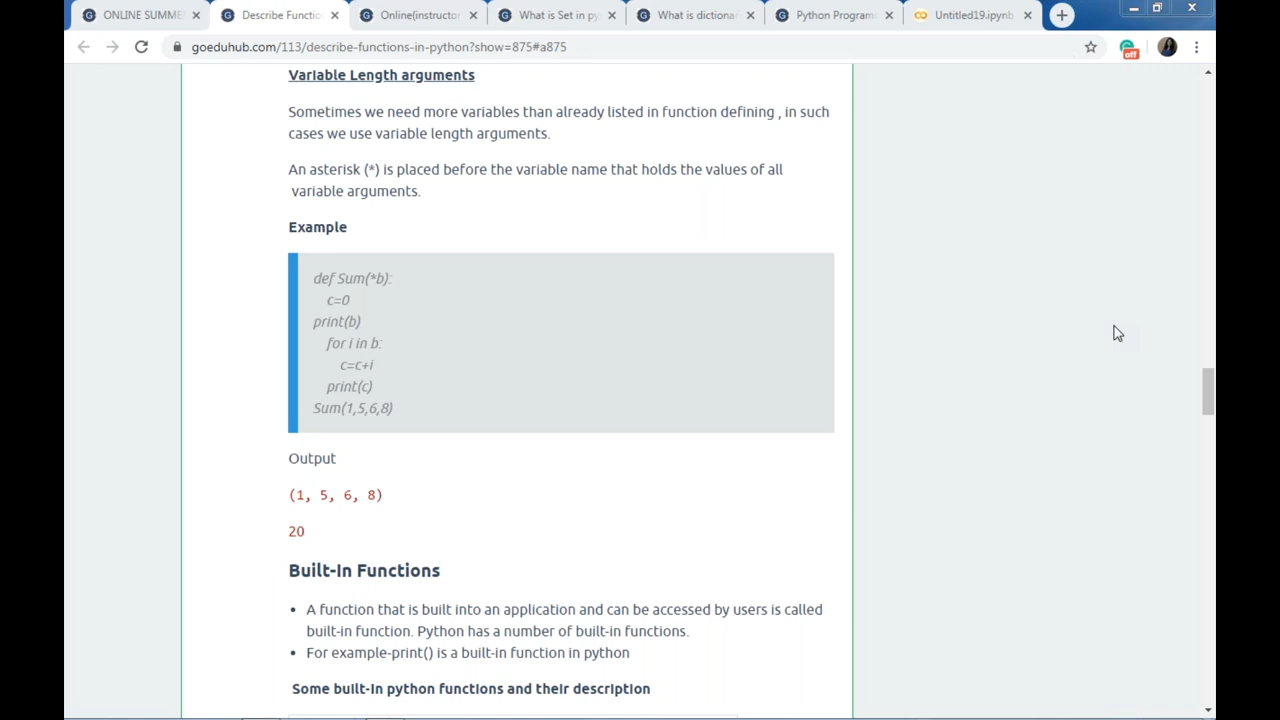 ONLINE SUMME
Describe Functio
Online(instructor
What is Set in py
What is dictiona
Python Program
Untitled19.ipynb
goeduhub.com/113/describe-functions-in-python?show=875#a875
off
Variable Length arguments
Sometimes we need more variables than already listed in function defining , in such
cases we use variable length arguments.
An asterisk (*) is placed before the variable name that holds the values of all
variable arguments.
Example
def Sum(*b):
c=0
print(b)
for i in b:
c=c+i
print(c)
Sum(1,5,6,8)
Output
(1, 5, 6, 8)
20
Built-In Functions
• A function that is built into an application and can be accessed by users is called
built-in function. Python has a number of built-in functions.
• For example-print() is a built-in function in python
Some built-in python functions and their description